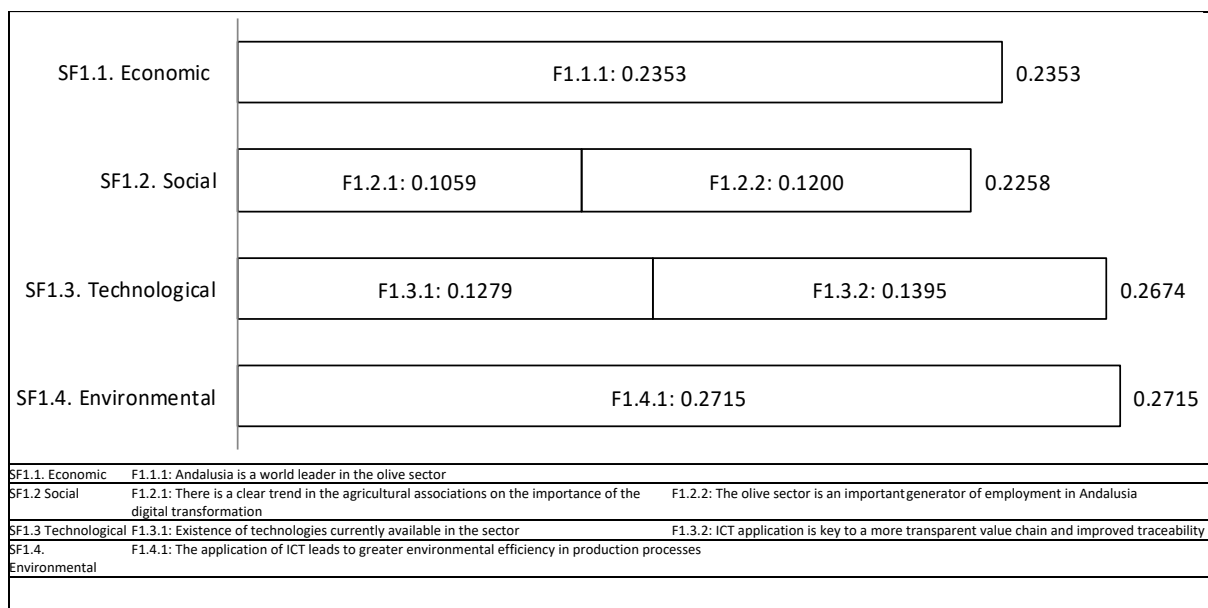 SF1.1. Economic F1.1.1: 0.2353 0.2353
SF1.2. Social F1.2.1: 0.1059 F1.2.2: 0.1200 0.2258
SF1.3. Technological F1.3.1: 0.1279 F1.3.2: 0.1395 0.2674
SF1.4. Environmental F1.4.1: 0.2715 0.2715
SF1.1. Economic F1.1.1: Andalusia is a world leader in the olive sector
SF1.2 Social F1.2.1: There is a clear trend in the agricultural associations on the importance of the
digital transformation
F1.2.2: The olive sector is an important generator of employment in Andalusia
SF1.3 Technological F1.3.1: Existence of technologies currently available in the sector F1.3.2: ICT application is key to a more transparent value chain and improved traceability
SF1.4.
Environmental
F1.4.1: The application of ICT leads to greater environmental efficiency in production processes